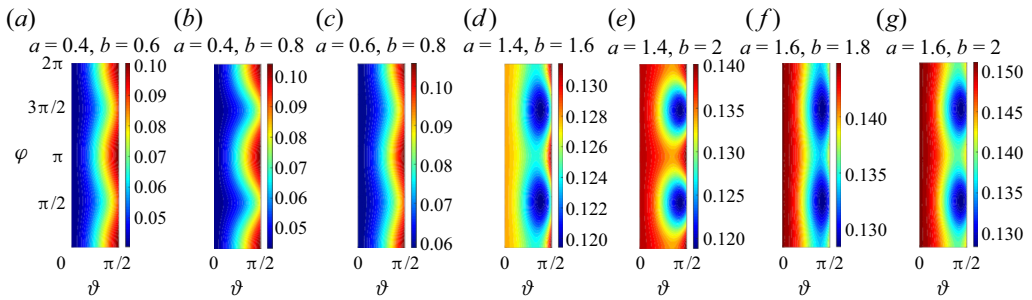 (a) (b) (c) (d) (e) (f) (g)
a = 0.4, b = 0.6 a = 0.4, b = 0.8 a = 0.6, b = 0.8 a = 1.4, b = 1.6 a = 1.4, b = 2 a = 1.6, b = 1.8 a = 1.6, b = 2
2π
3π/2
φ π
π/2
0.10
0.09
0.08
0.07
0.06
0.05
0 π/2
ϑ
0.10
0.09
0.08
0.07
0.06
0.05
0 π/2
ϑ
0.10
0.09
0.08
0.07
0.06
0 π/2
ϑ
0.130
0.128
0.126
0.124
0.122
0.120
0 π/2
ϑ
0.140
0.135
0.130
0.125
0.120
0 π/2
ϑ
0.140
0.135
0.130
0 π/2
ϑ
0.150
0.145
0.140
0.135
0.130
0 π/2
ϑ